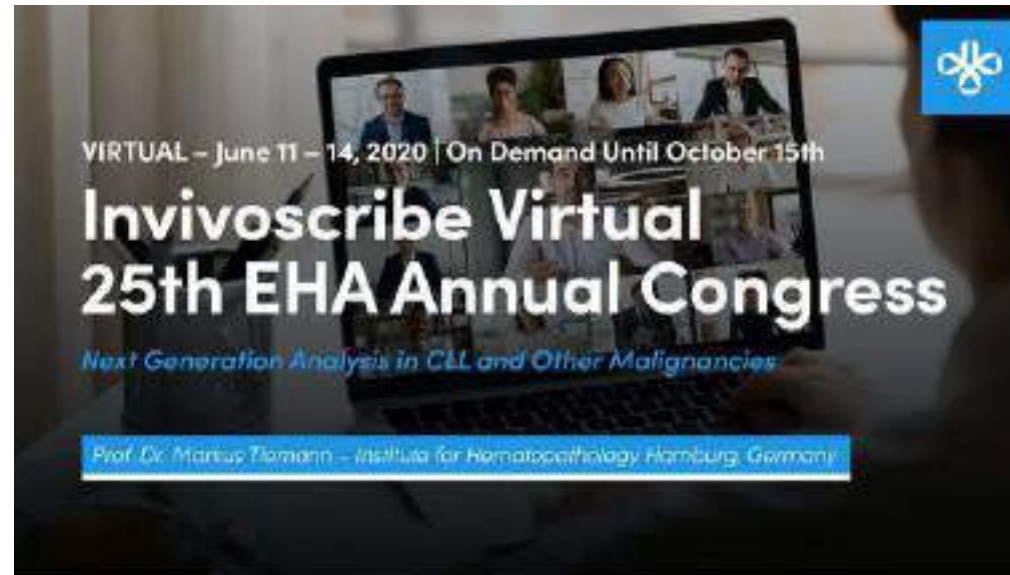 VIRTUAL – June 11 – 14, 2020 | On Demand Until October 15th
Invivoscribe Virtual
25th EHA Annual Congress
Next Generation Analysis in CLL and Other Malignancies
Prof. Dr. Markus Tiemann – Institute for Hematopathology Hamburg, Germany